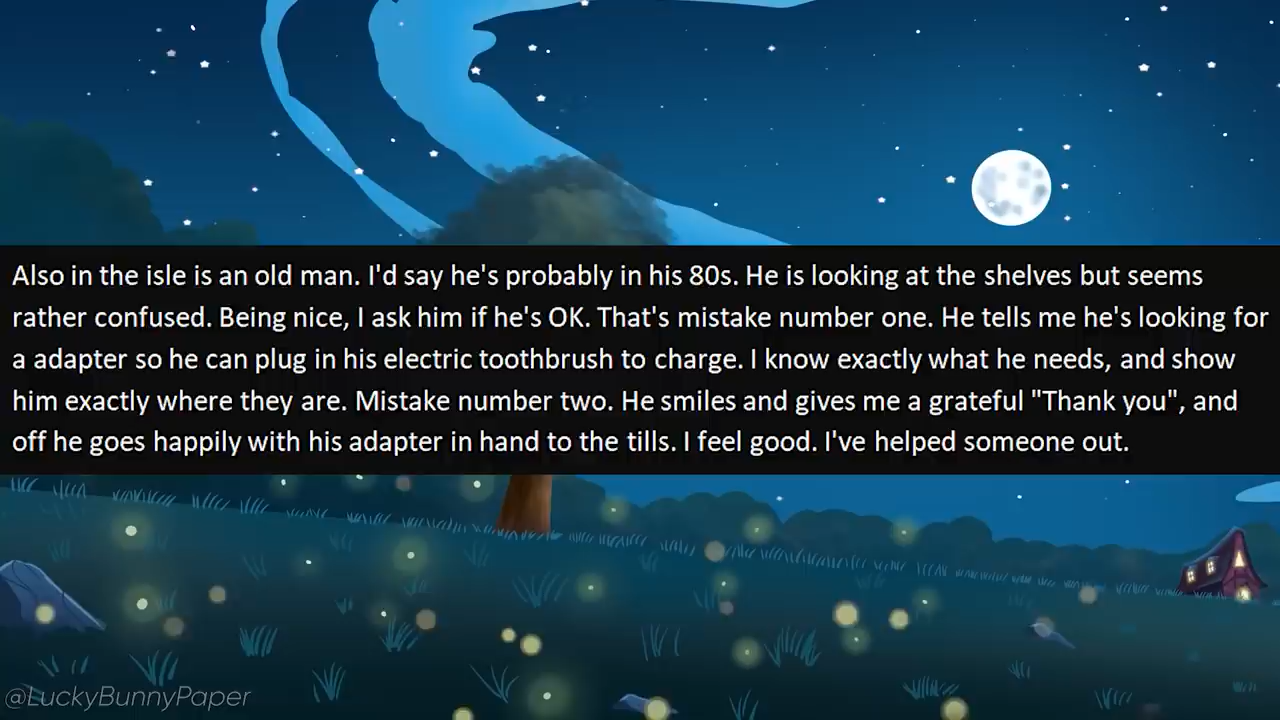 Also in the isle is an old man. I'd say he's probably in his 80s. He is looking at the shelves but seems
rather confused. Being nice, I ask him if he's OK. That's mistake number one. He tells me he's looking for
a adapter so he can plug in his electric toothbrush to charge. I know exactly what he needs, and show
him exactly where they are. Mistake number two. He smiles and gives me a grateful "Thank you", and
off he goes happily with his adapter in hand to the tills. I feel good. I've helped someone out.
@LuckyBunnyPaper